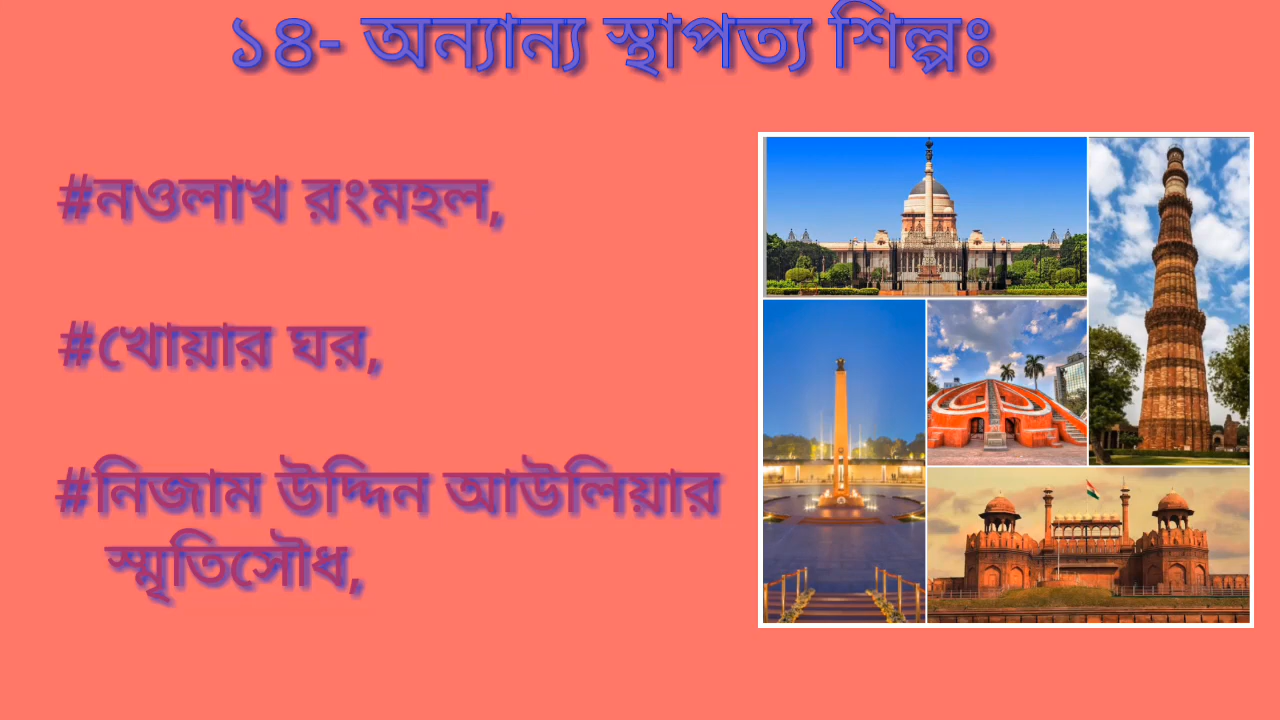 ১৪- অন্যান্য স্থাপত্য শিল্পঃ
#নওলাখ রংমহল,
#খোয়ার ঘর,
#নিজাম উদ্দিন আউলিয়ার
স্মৃতিসৌধ,